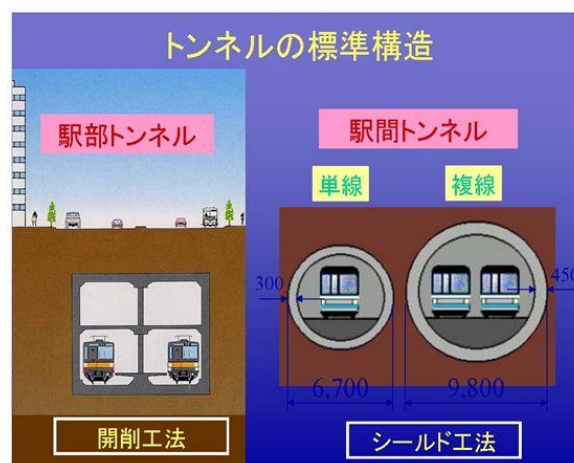 トンネルの標準構造
駅部トンネル
駅間トンネル
単線
複線
300
450
6,700
9,800
開削工法
シールド工法